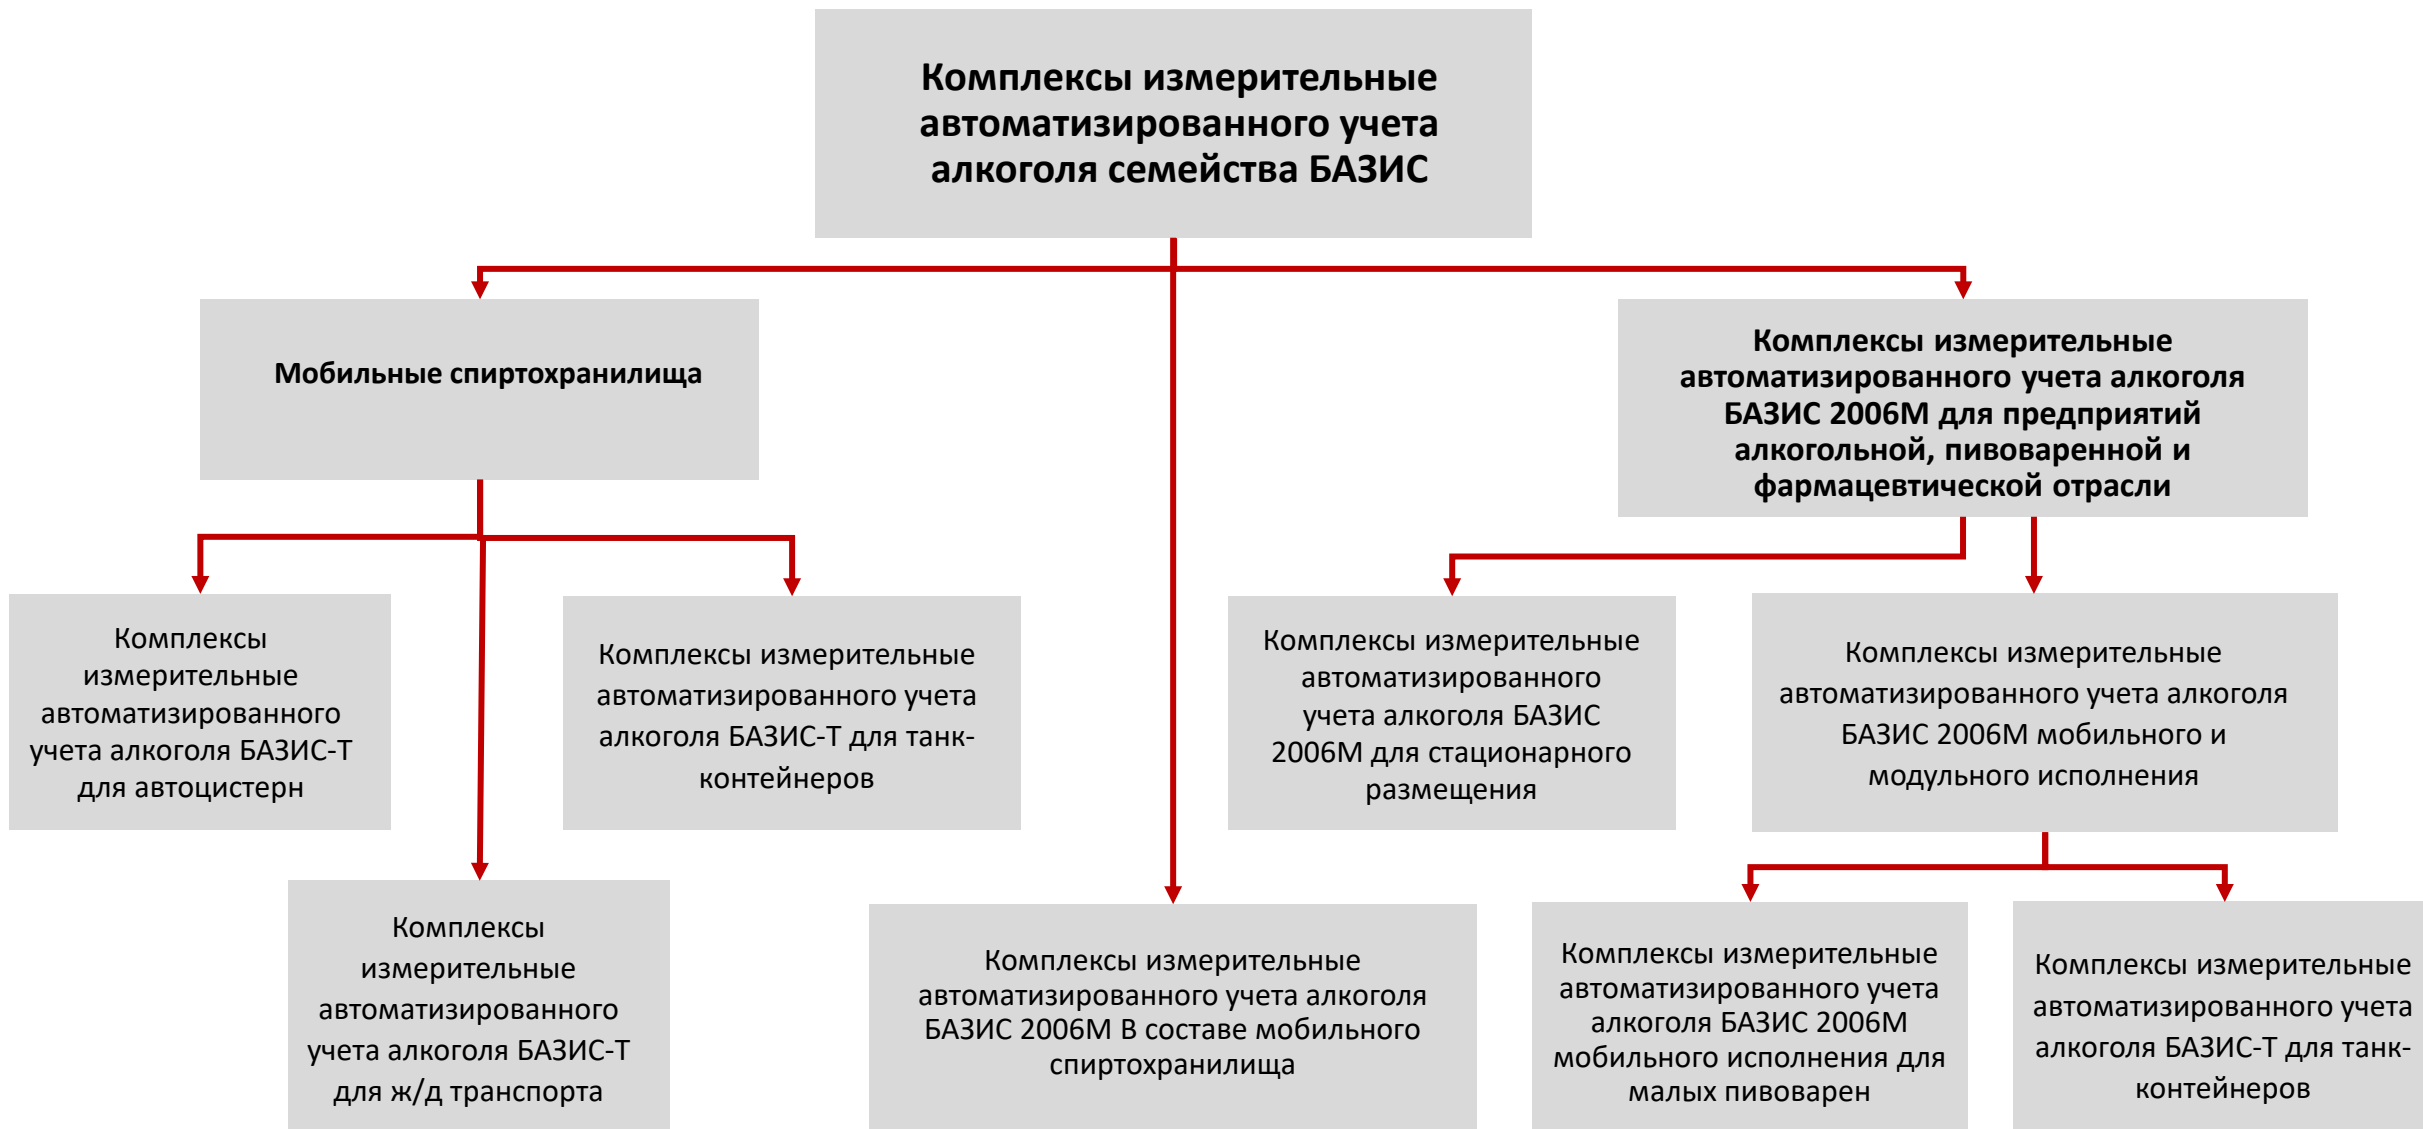 Комплексы измерительные
автоматизированного учета
алкоголя семейства БАЗИС
Мобильные спиртохранилища
Комплексы измерительные
автоматизированного учета алкоголя
БАЗИС 2006М для предприятий
алкогольной, пивоваренной и
фармацевтической отрасли
Комплексы
измерительные
автоматизированного
учета алкоголя БАЗИС-Т
для автоцистерн
Комплексы измерительные
автоматизированного учета
алкоголя БАЗИС-Т для танк-
контейнеров
Комплексы измерительные
автоматизированного
учета алкоголя БАЗИС
2006М для стационарного
размещения
Комплексы измерительные
автоматизированного учета алкоголя
БАЗИС 2006М мобильного и
модульного исполнения
Комплексы
измерительные
автоматизированного
учета алкоголя БАЗИС-Т
для ж/д транспорта
Комплексы измерительные
автоматизированного учета алкоголя
БАЗИС 2006М В составе мобильного
спиртохранилища
Комплексы измерительные
автоматизированного учета
алкоголя БАЗИС 2006М
мобильного исполнения для
малых пивоварен
Комплексы измерительные
автоматизированного учета
алкоголя БАЗИС-Т для танк-
контейнеров